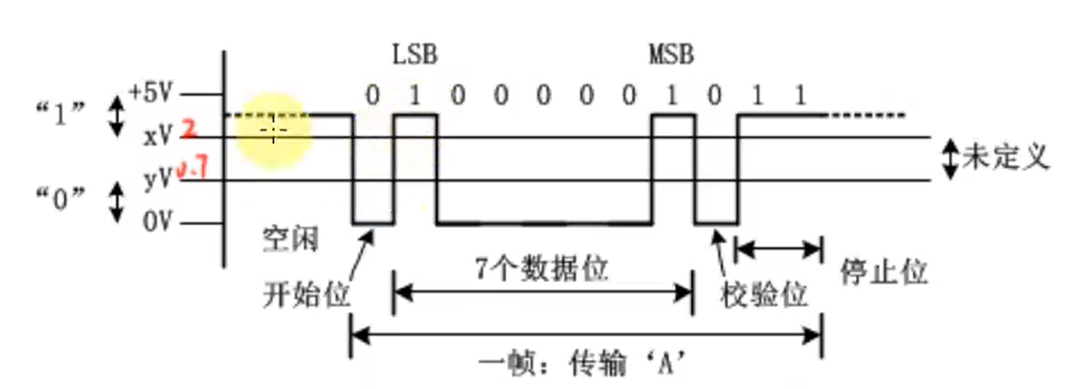 LSB MSB
+5V 0 1 0 0 0 0 0 1 0 1 1
“1”
xV 2
未定义
yV 0.7
“0”
0V
空闲
开始位 7个数据位 校验位 停止位
一帧：传输‘A’